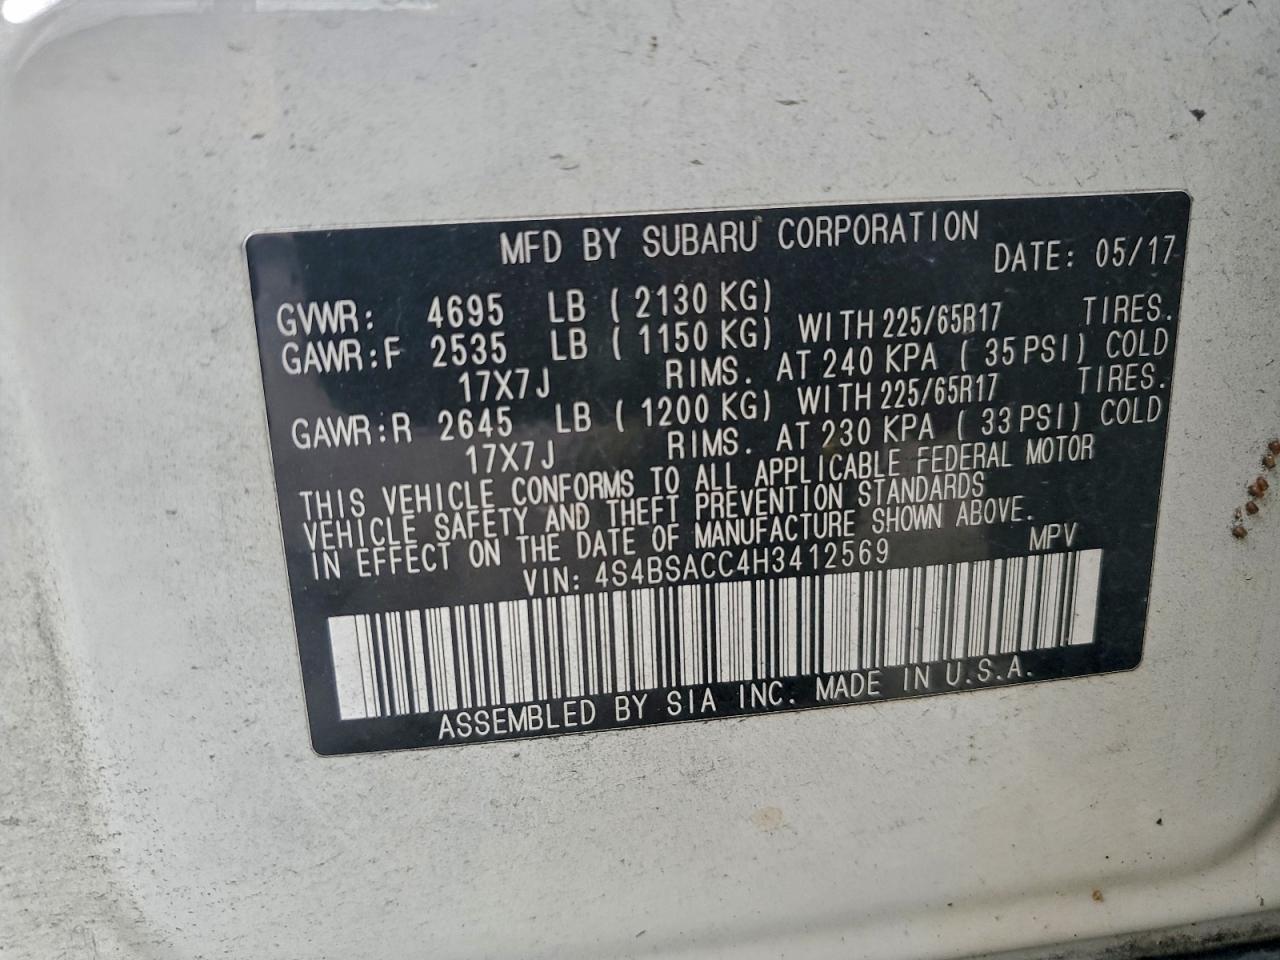 MFD BY SUBARU CORPORATION
DATE: 05/17
GVWR: 4695 LB ( 2130 KG)
GAWR:F 2535 LB ( 1150 KG) WITH 225/65R17 TIRES.
17X7J RIMS. AT 240 KPA ( 35 PSI) COLD
GAWR:R 2645 LB ( 1200 KG) WITH 225/65R17 TIRES.
17X7J RIMS. AT 230 KPA ( 33 PSI) COLD
THIS VEHICLE CONFORMS TO ALL APPLICABLE FEDERAL MOTOR
VEHICLE SAFETY AND THEFT PREVENTION STANDARDS
IN EFFECT ON THE DATE OF MANUFACTURE SHOWN ABOVE.
VIN: 4S4BSACC4H3412569 MPV
ASSEMBLED BY SIA INC. MADE IN U.S.A.